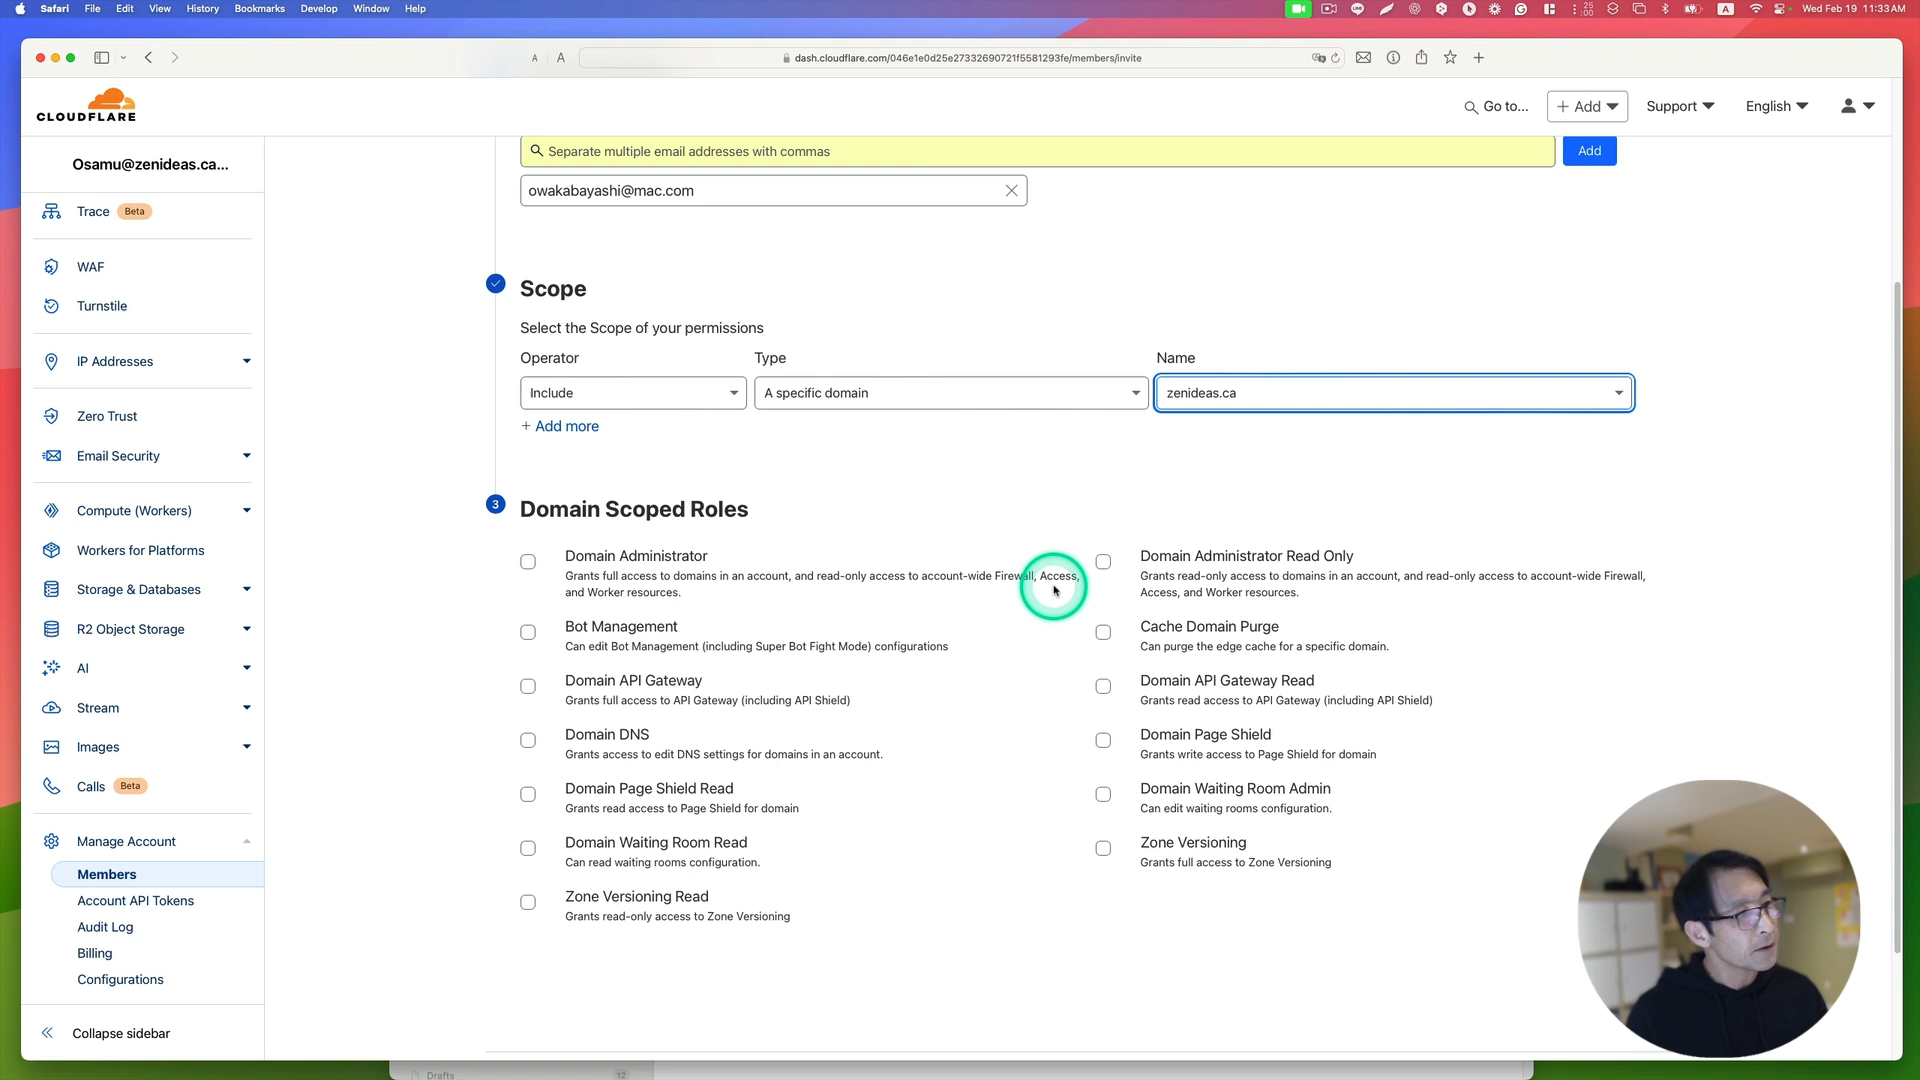 Safari File Edit View History Bookmarks Develop Window Help
25
:00
A
Wed Feb 19 11:33 AM
A A
dash.cloudflare.com/046e1e0d25e27332690721f5581293fe/members/invite
CLOUDFLARE
Go to...
+ Add
Support
English
Osamu@zenideas.ca...
Trace Beta
WAF
Turnstile
IP Addresses
Zero Trust
Email Security
Compute (Workers)
Workers for Platforms
Storage & Databases
R2 Object Storage
AI
Stream
Images
Calls Beta
Manage Account
Members
Account API Tokens
Audit Log
Billing
Configurations
Collapse sidebar
Separate multiple email addresses with commas
Add
owakabayashi@mac.com
Scope
Select the Scope of your permissions
Operator Type Name
Include A specific domain zenideas.ca
+ Add more
3 Domain Scoped Roles
Domain Administrator
Grants full access to domains in an account, and read-only access to account-wide Firewall, Access,
and Worker resources.
Domain Administrator Read Only
Grants read-only access to domains in an account, and read-only access to account-wide Firewall,
Access, and Worker resources.
Bot Management
Can edit Bot Management (including Super Bot Fight Mode) configurations
Cache Domain Purge
Can purge the edge cache for a specific domain.
Domain API Gateway
Grants full access to API Gateway (including API Shield)
Domain API Gateway Read
Grants read access to API Gateway (including API Shield)
Domain DNS
Grants access to edit DNS settings for domains in an account.
Domain Page Shield
Grants write access to Page Shield for domain
Domain Page Shield Read
Grants read access to Page Shield for domain
Domain Waiting Room Admin
Can edit waiting rooms configuration.
Domain Waiting Room Read
Can read waiting rooms configuration.
Zone Versioning
Grants full access to Zone Versioning
Zone Versioning Read
Grants read-only access to Zone Versioning
Drafts 12